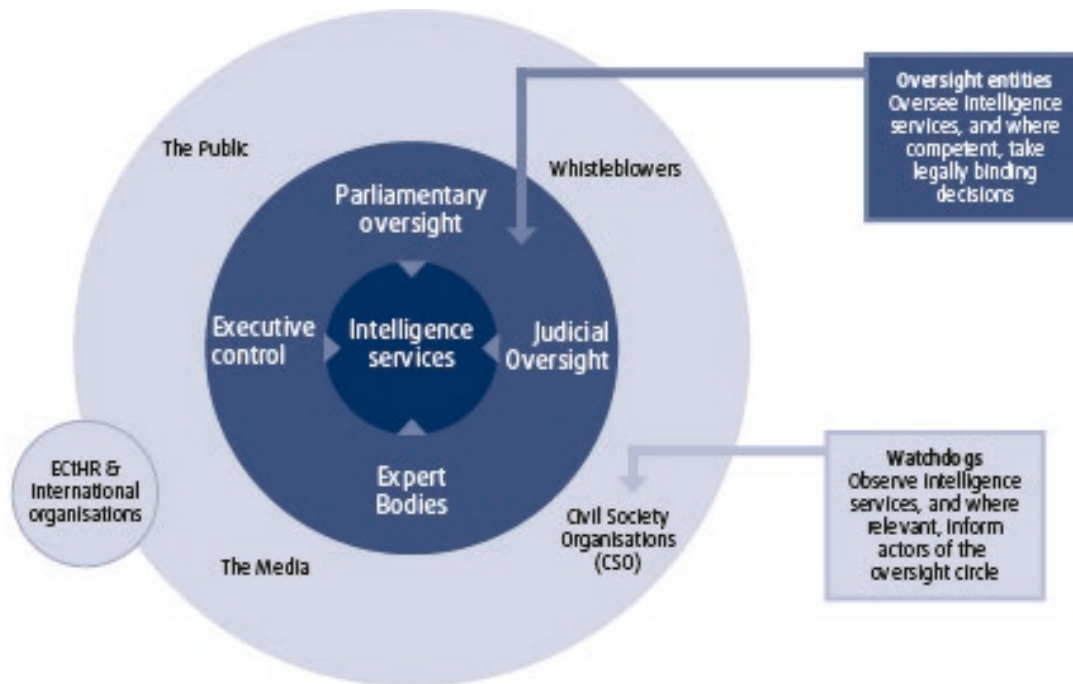 Oversight entities
Oversee intelligence
services, and where
competent, take
legally binding
decisions
The Public
Whistleblowers
Parliamentary
oversight
Executive
control
Intelligence
services
Judicial
Oversight
ECtHR &
International
organisations
Expert
Bodies
The Media
Civil Society
Organisations
(CSO)
Watchdogs
Observe intelligence
services, and where
relevant, inform
actors of the
oversight circle